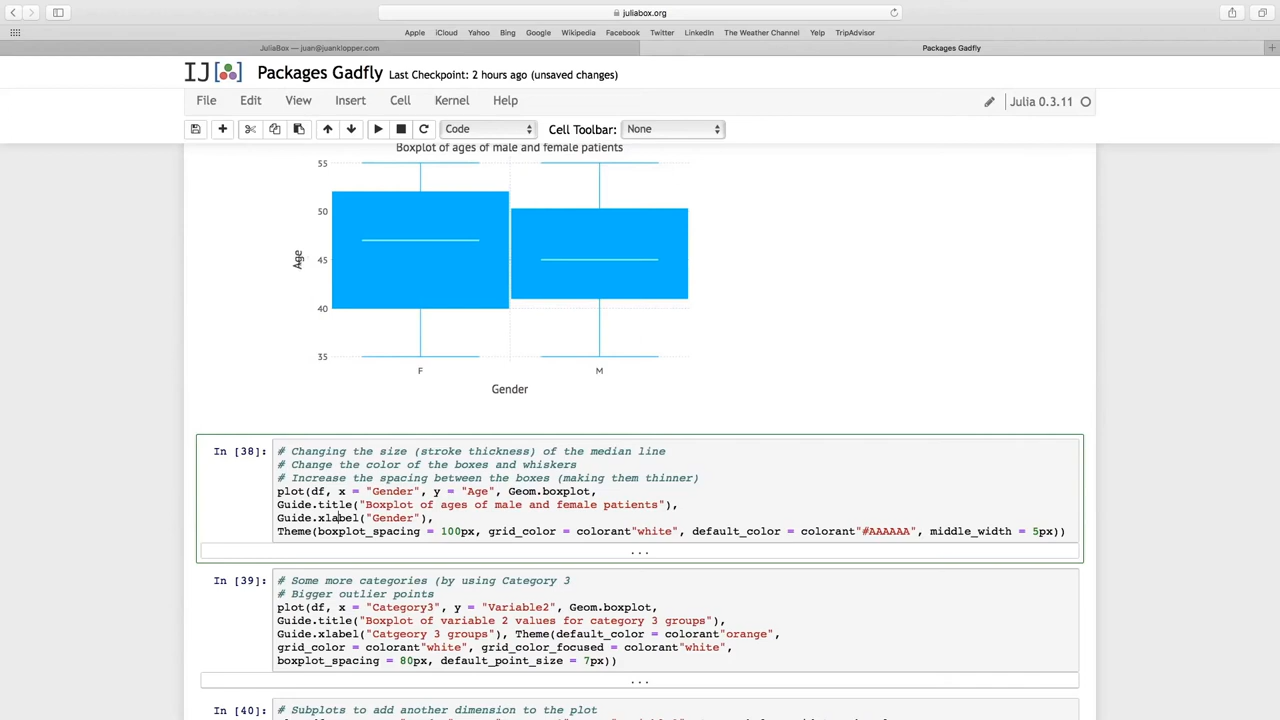 juliabox.org
Apple iCloud Yahoo Bing Google Wikipedia Facebook Twitter LinkedIn The Weather Channel Yelp TripAdvisor
JuliaBox — juan@juanklopper.com
Packages Gadfly
IJ Packages Gadfly Last Checkpoint: 2 hours ago (unsaved changes)
File Edit View Insert Cell Kernel Help Julia 0.3.11
Code Cell Toolbar: None
Boxplot of ages of male and female patients
55
50
Age 45
40
35
F M
Gender
In [38]: # Changing the size (stroke thickness) of the median line
# Change the color of the boxes and whiskers
# Increase the spacing between the boxes (making them thinner)
plot(df, x = "Gender", y = "Age", Geom.boxplot,
Guide.title("Boxplot of ages of male and female patients"),
Guide.xlabel("Gender"),
Theme(boxplot_spacing = 100px, grid_color = colorant"white", default_color = colorant"#AAAAAA", middle_width = 5px))
...
In [39]: # Some more categories (by using Category 3
# Bigger outlier points
plot(df, x = "Category3", y = "Variable2", Geom.boxplot,
Guide.title("Boxplot of variable 2 values for category 3 groups"),
Guide.xlabel("Catgeory 3 groups"), Theme(default_color = colorant"orange",
grid_color = colorant"white", grid_color_focused = colorant"white",
boxplot_spacing = 80px, default_point_size = 7px))
...
In [40]: # Subplots to add another dimension to the plot